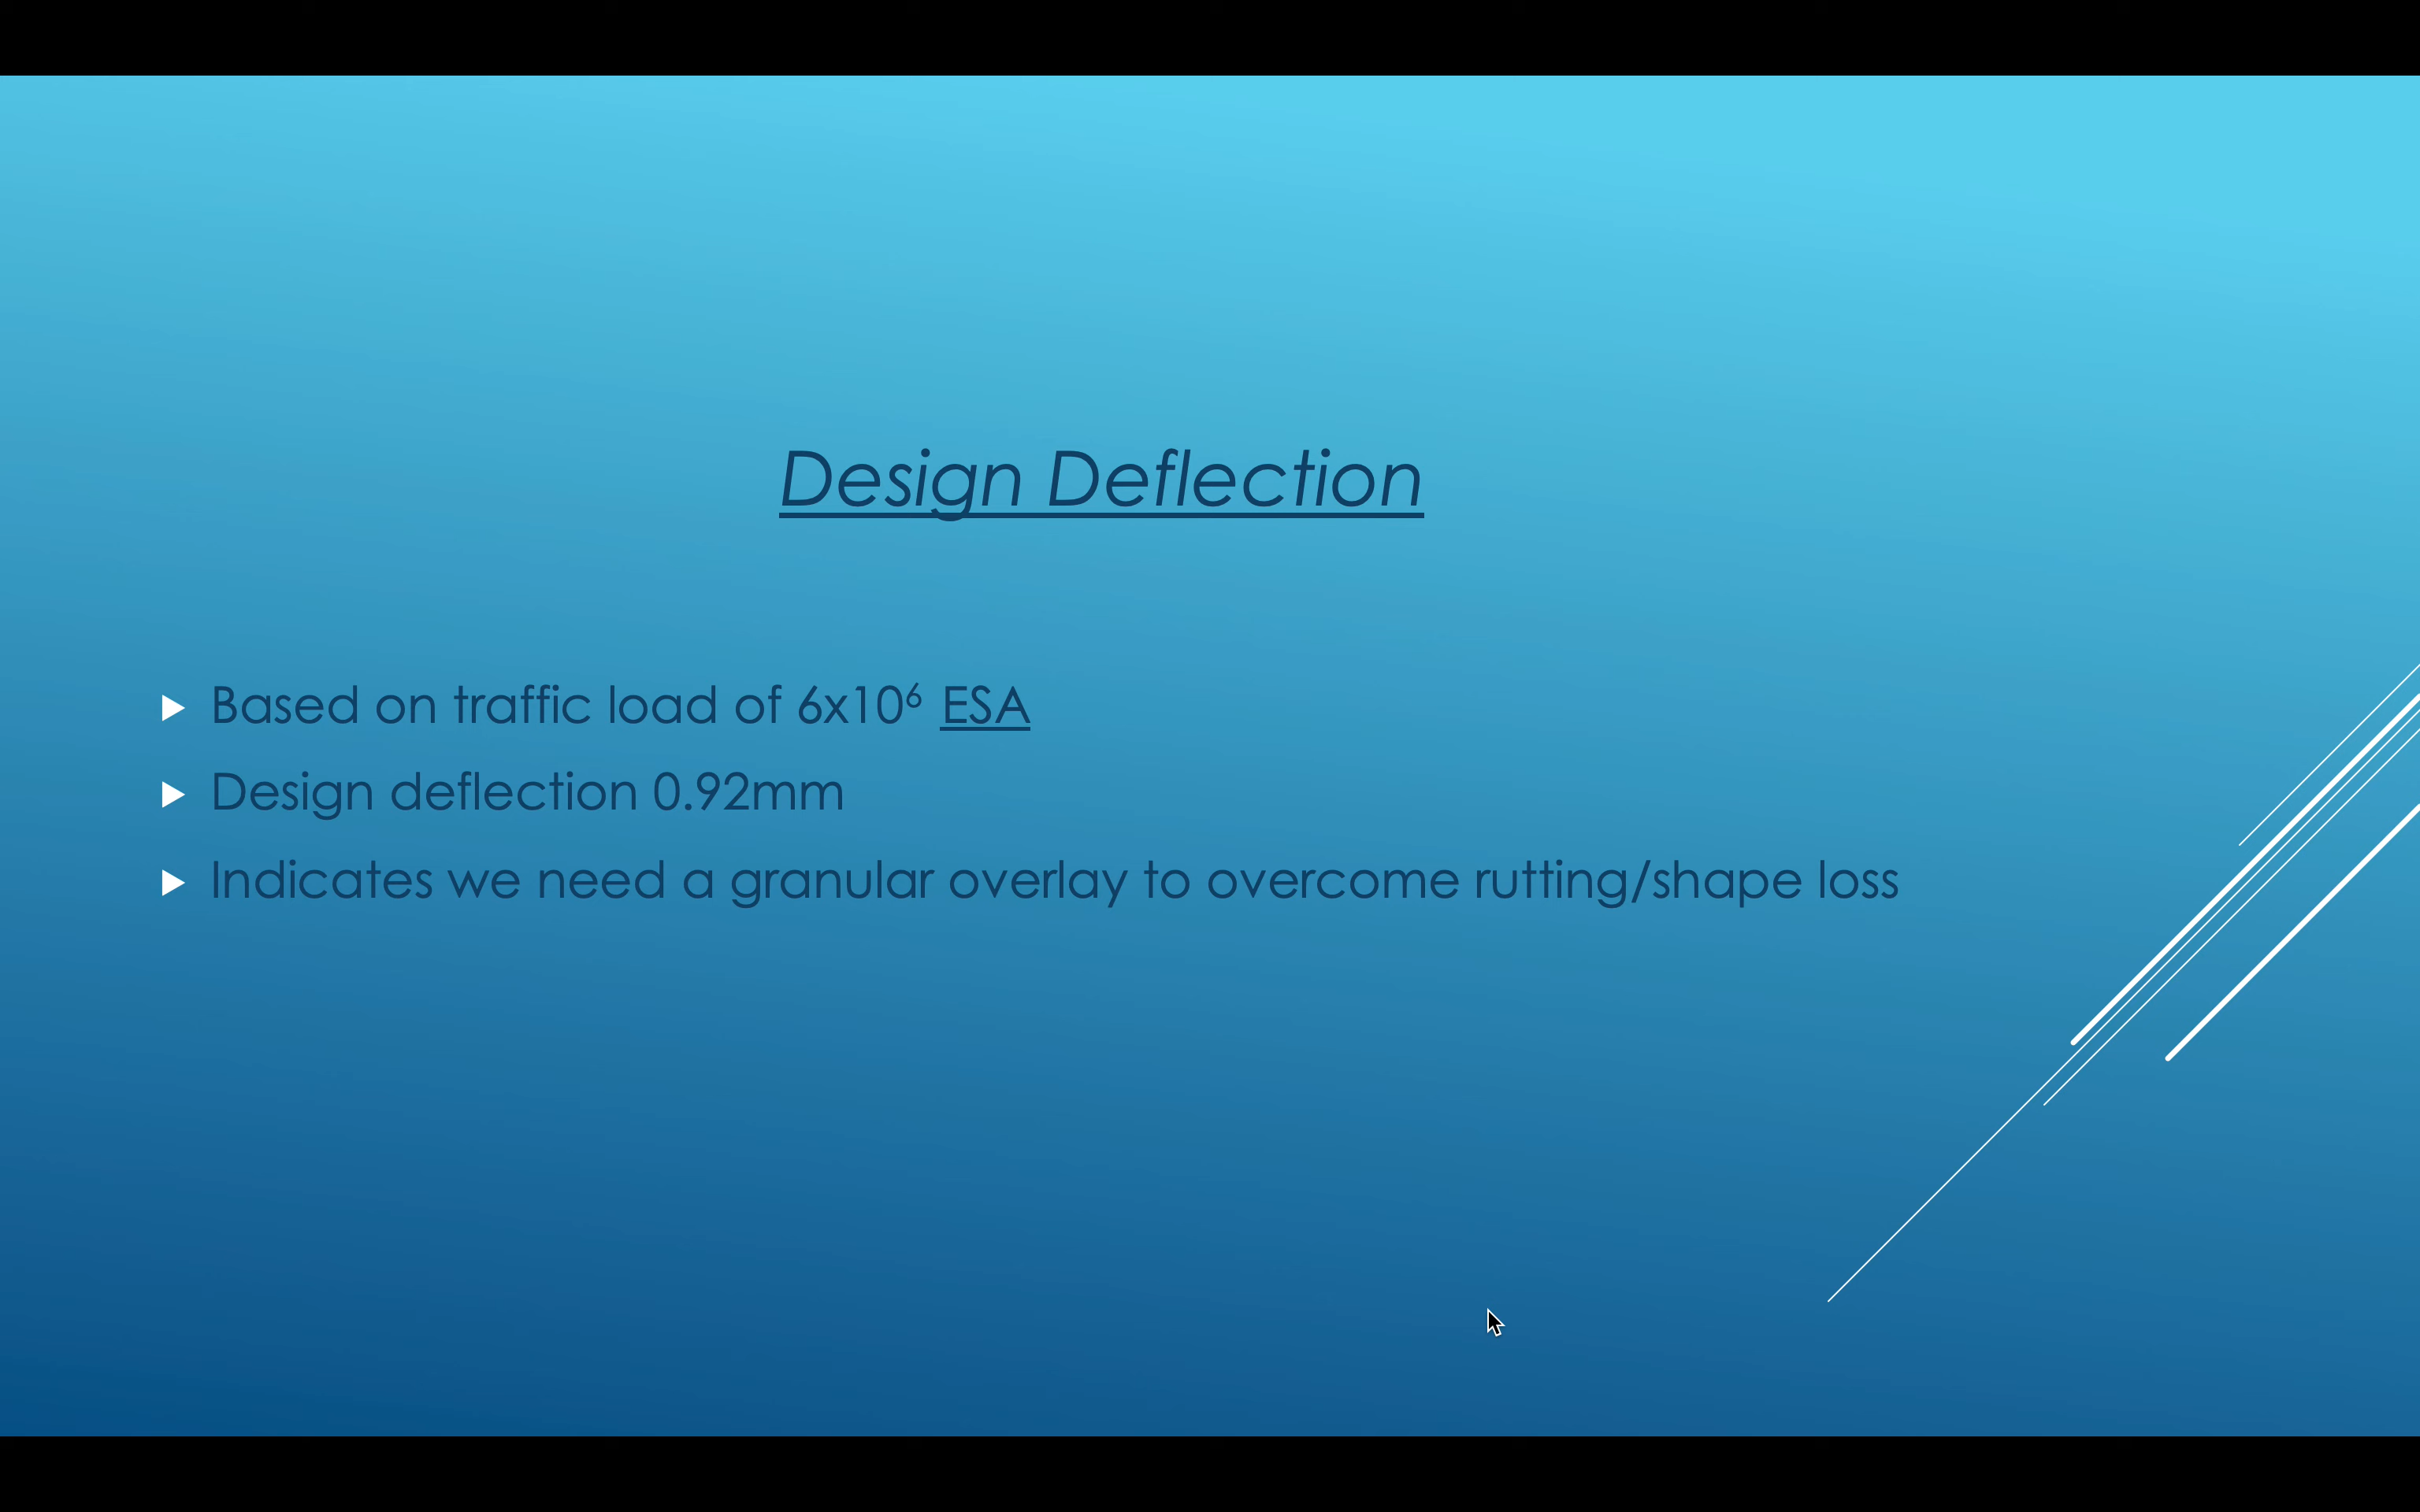 Design Deflection
Based on traffic load of 6x10⁶ ESA
Design deflection 0.92mm
Indicates we need a granular overlay to overcome rutting/shape loss